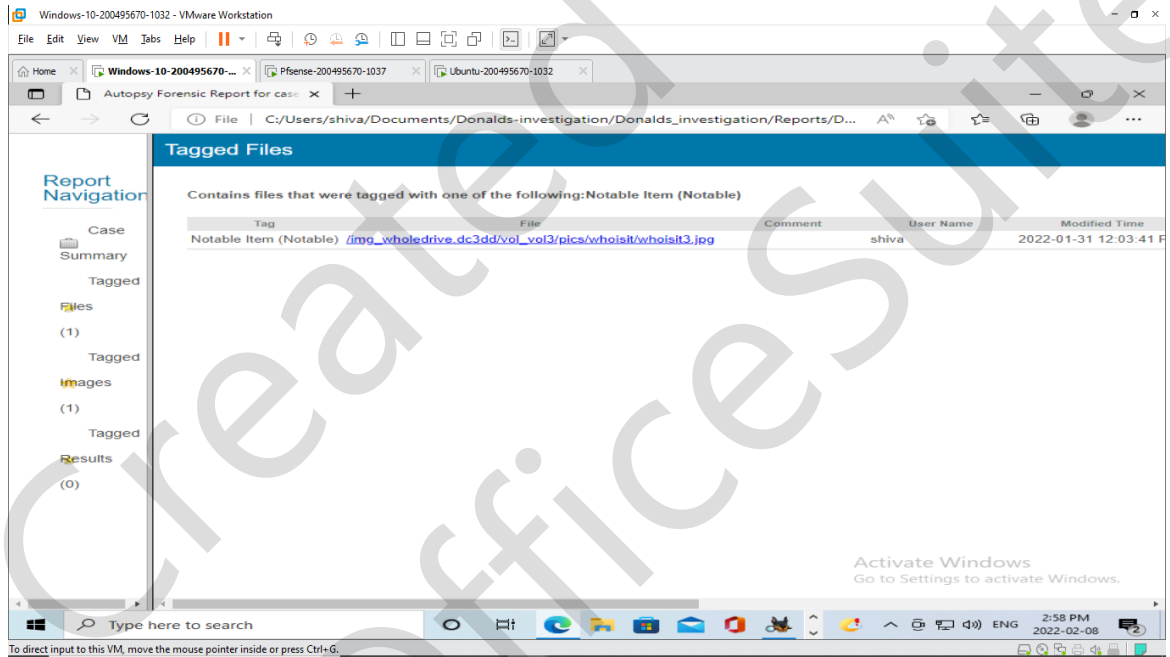 Windows-10-200495670-1032 - VMware Workstation
File Edit View VM Tabs Help
Home Windows-10-200495670-... Pfsense-200495670-1037 Ubuntu-200495670-1032
Autopsy Forensic Report for case
File C:/Users/shiva/Documents/Donalds-investigation/Donalds_investigation/Reports/D...
Tagged Files
Report
Navigation
Contains files that were tagged with one of the following:Notable Item (Notable)
Tag File Comment User Name Modified Time
Notable Item (Notable) /img_wholedrive.dc3dd/vol_vol3/pics/whoisit/whoisit3.jpg shiva 2022-01-31 12:03:41
Case
Summary
Tagged
Files
(1)
Tagged
Images
(1)
Tagged
Results
(0)
Activate Windows
Go to Settings to activate Windows.
Type here to search
ENG 2:58 PM
2022-02-08
2
To direct input to this VM, move the mouse pointer inside or press Ctrl+G.
Created
OfficeSuite